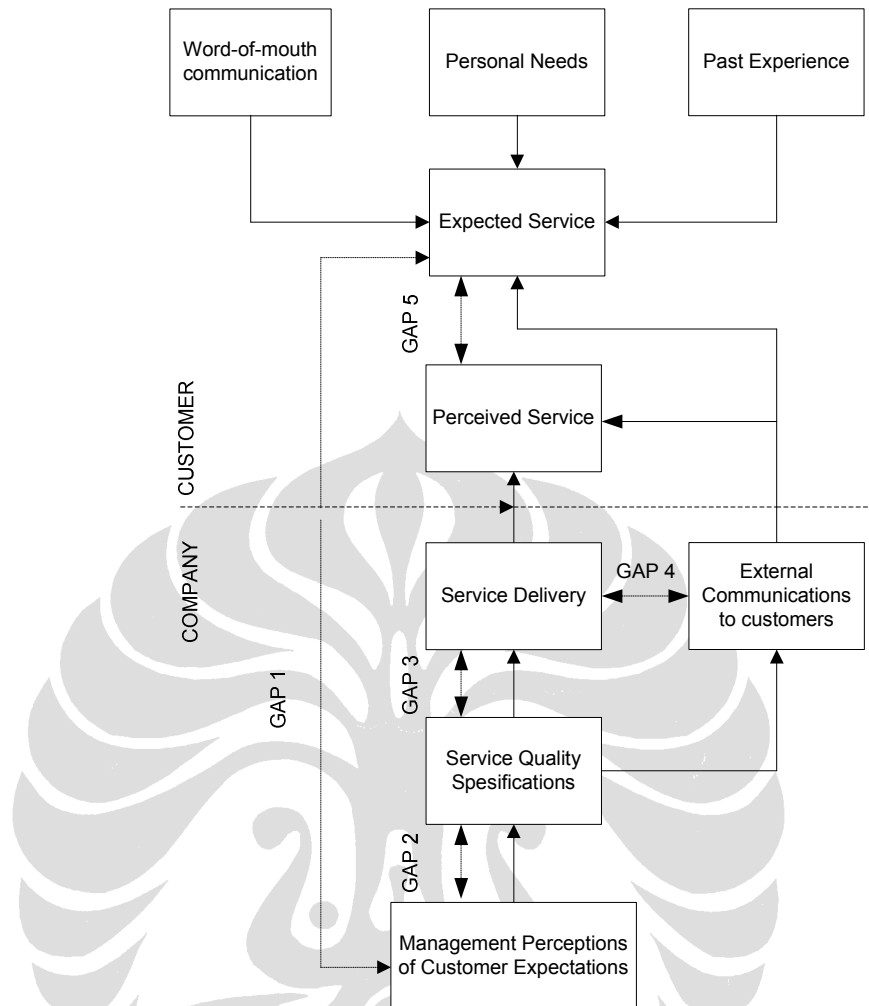 Word-of-mouth
communication
Personal Needs
Past Experience
Expected Service
GAP 5
Perceived Service
CUSTOMER
COMPANY
Service Delivery
GAP 4
External
Communications
to customers
GAP 1
GAP 3
Service Quality
Spesifications
GAP 2
Management Perceptions
of Customer Expectations